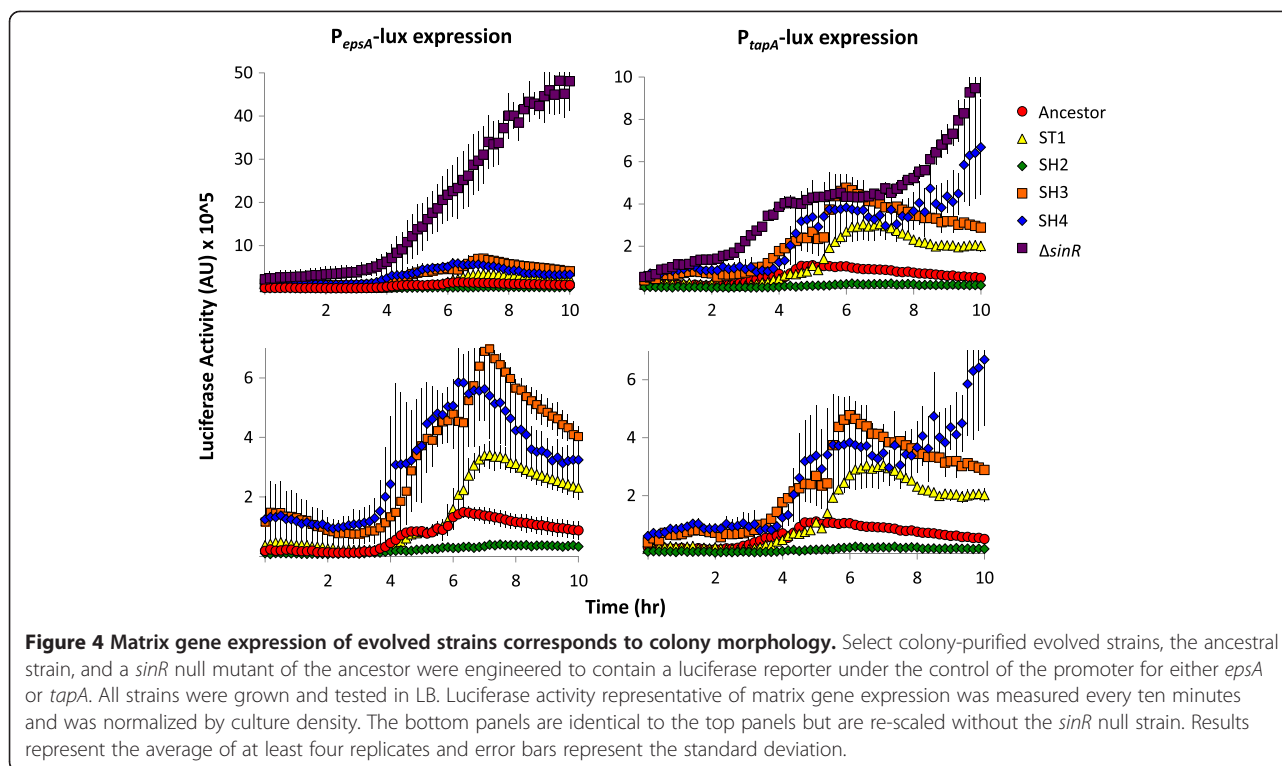 P_epsA-lux expression
P_tapA-lux expression
Luciferase Activity (AU) x 10^5
50
40
30
20
10
2
4
6
8
10
10
8
6
4
2
2
4
6
8
10
Ancestor
ST1
SH2
SH3
SH4
ΔsinR
6
4
2
2
4
6
8
10
6
4
2
2
4
6
8
10
Time (hr)
Figure 4 Matrix gene expression of evolved strains corresponds to colony morphology. Select colony-purified evolved strains, the ancestral
strain, and a sinR null mutant of the ancestor were engineered to contain a luciferase reporter under the control of the promoter for either epsA
or tapA. All strains were grown and tested in LB. Luciferase activity representative of matrix gene expression was measured every ten minutes
and was normalized by culture density. The bottom panels are identical to the top panels but are re-scaled without the sinR null strain. Results
represent the average of at least four replicates and error bars represent the standard deviation.